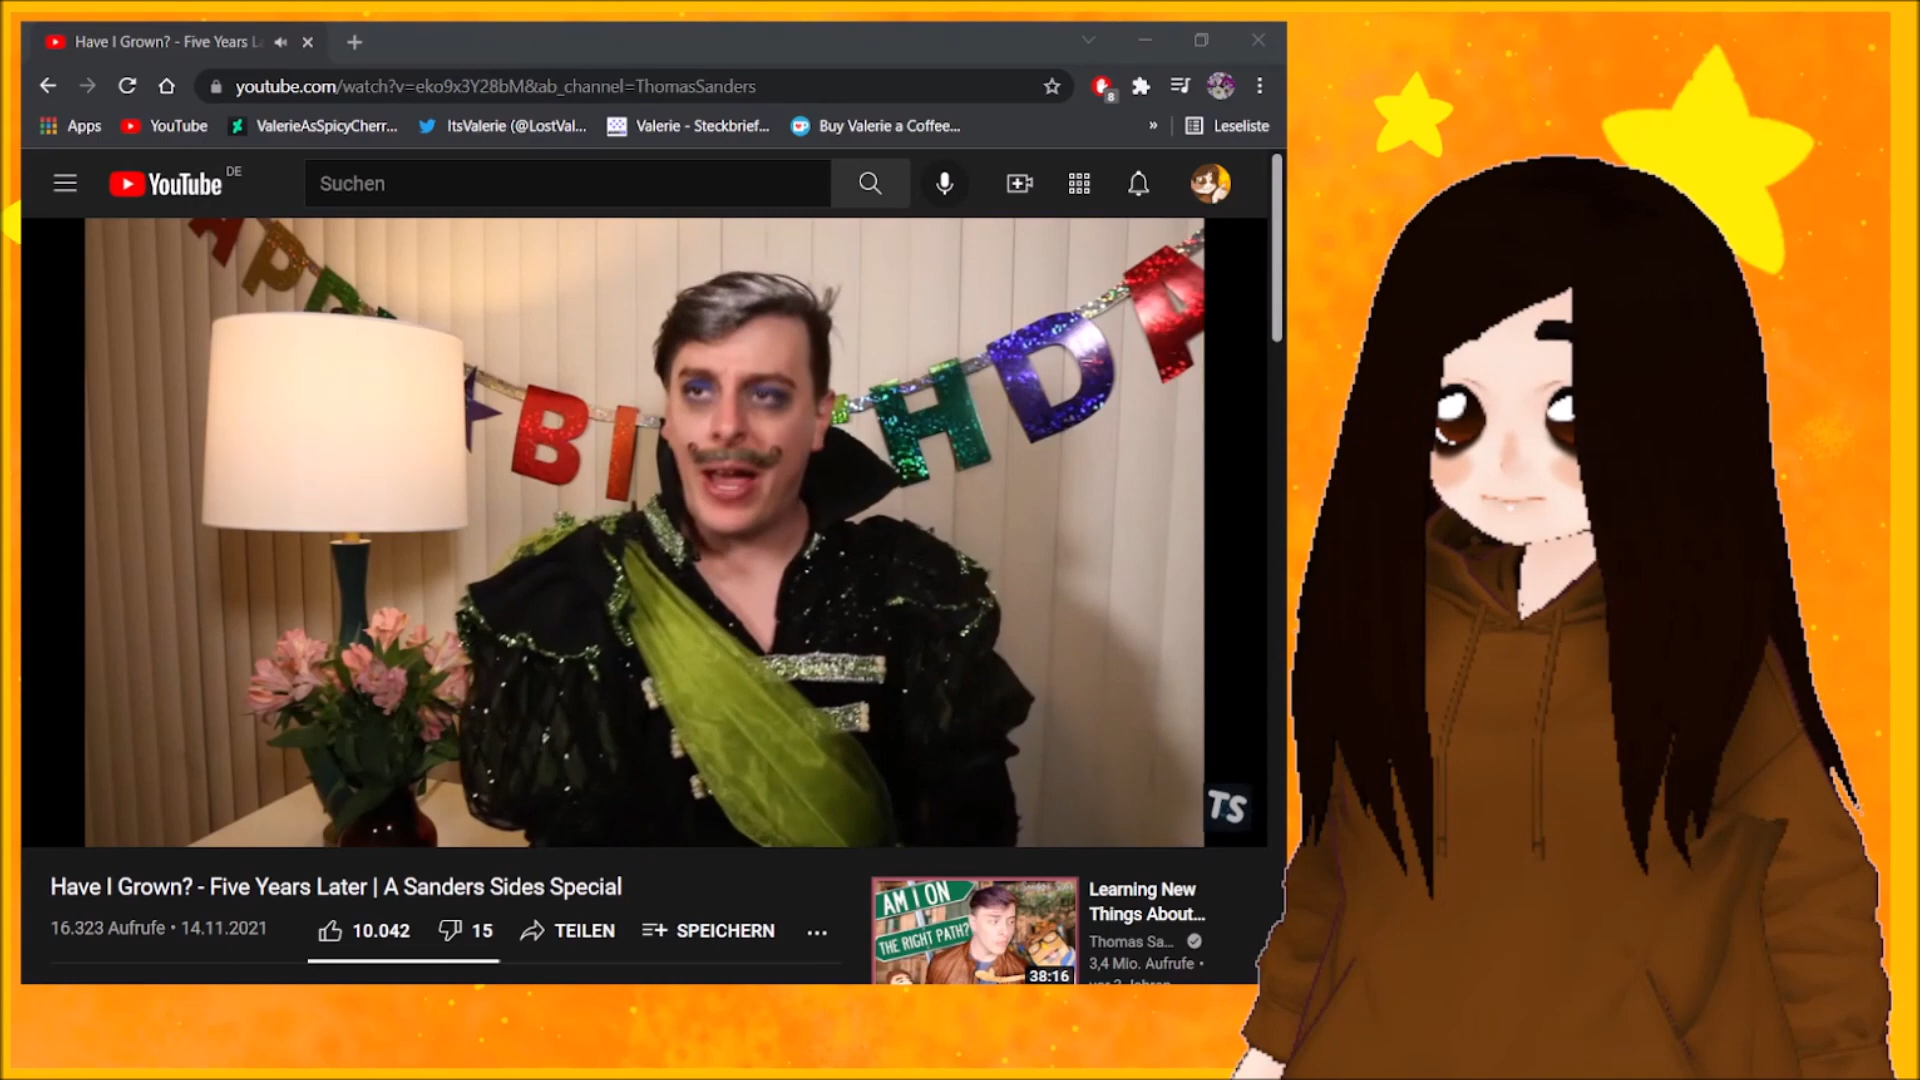 Have I Grown? - Five Years L
youtube.com/watch?v=eko9x3Y28bM&ab_channel=ThomasSanders
8
Apps YouTube ValerieAsSpicyCherr... ItsValerie (@LostVal... Valerie - Steckbrief... Buy Valerie a Coffee... » Leseliste
YouTube DE
Suchen
APP
BI HDA
TS
Have I Grown? - Five Years Later | A Sanders Sides Special
16.323 Aufrufe • 14.11.2021
10.042 15 TEILEN SPEICHERN ...
AM I ON
THE RIGHT PATH?
38:16
Learning New
Things About...
Thomas Sa...
3,4 Mio. Aufrufe •